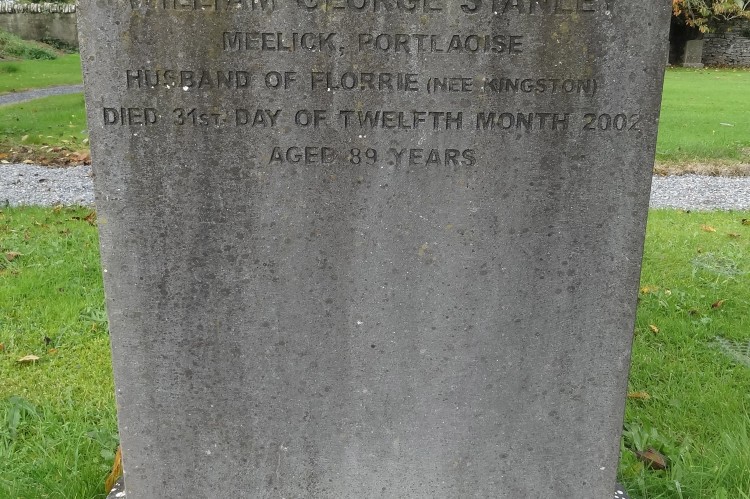 WILLIAM GEORGE STANLEY
MEELICK, PORTLAOISE
HUSBAND OF FLORRIE (NEE KINGSTON)
DIED 31ST DAY OF TWELFTH MONTH 2002
AGED 89 YEARS